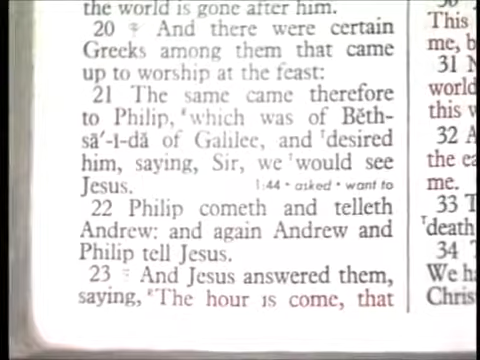 the world is gone after him.
20 And there were certain
Greeks among them that came
up to worship at the feast:
21 The same came therefore
to Philip, which was of Bĕth-
sā′-ĭ-dă of Galilee, and desired
him, saying, Sir, we would see
Jesus. 1:44 • asked • want to
22 Philip cometh and telleth
Andrew: and again Andrew and
Philip tell Jesus.
23 And Jesus answered them,
saying, The hour is come, that
This
me, b
31 N
world
this w
32 A
the ea
me.
33 T
death
34 T
We ha
Chris